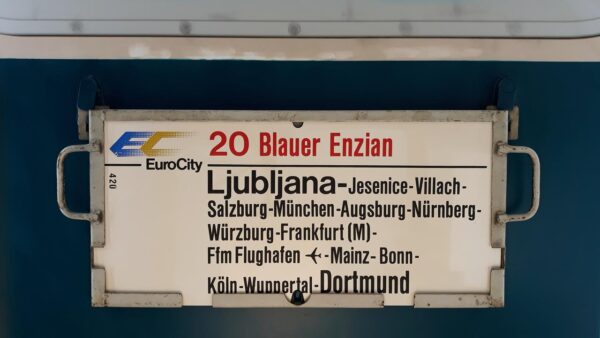 EC
EuroCity
20 Blauer Enzian
420
Ljubljana-Jesenice-Villach-
Salzburg-München-Augsburg-Nürnberg-
Würzburg-Frankfurt (M)-
Ffm Flughafen ✈-Mainz-Bonn-
Köln-Wuppertal-Dortmund